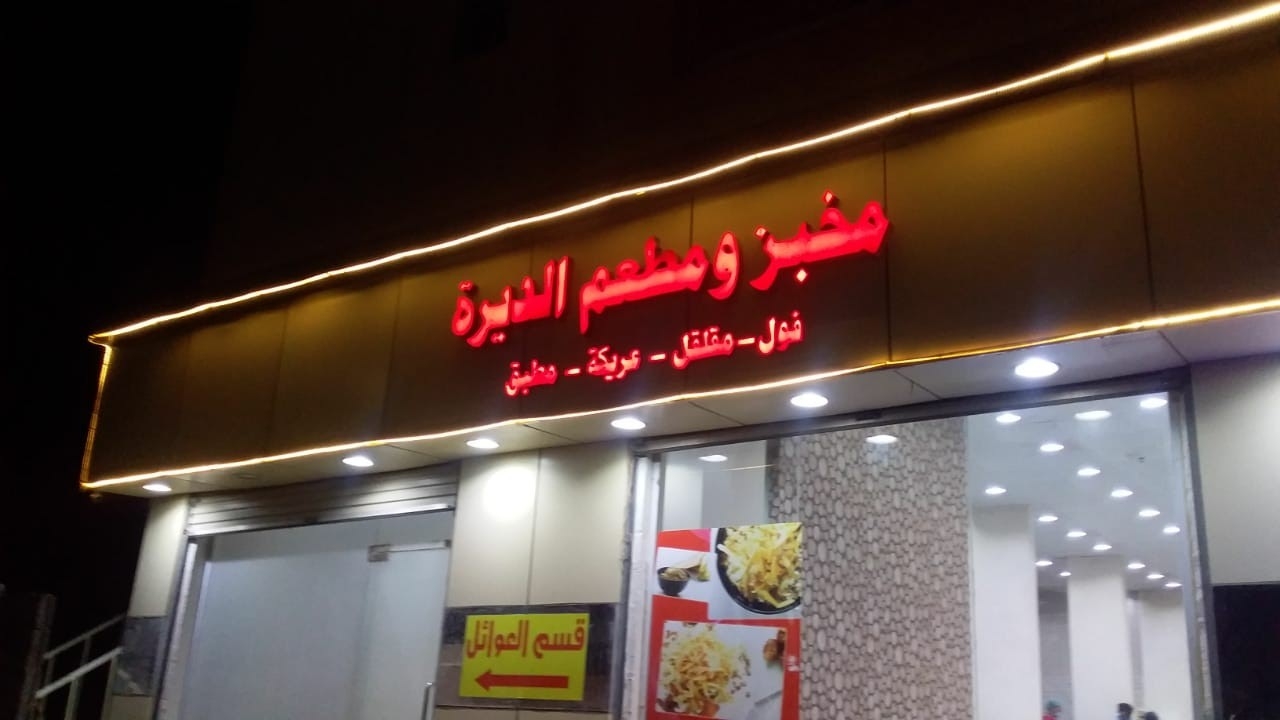 مخبز ومطعم الديرة
فول - مقلقل - عريكة - مطبق
قسم العوائل